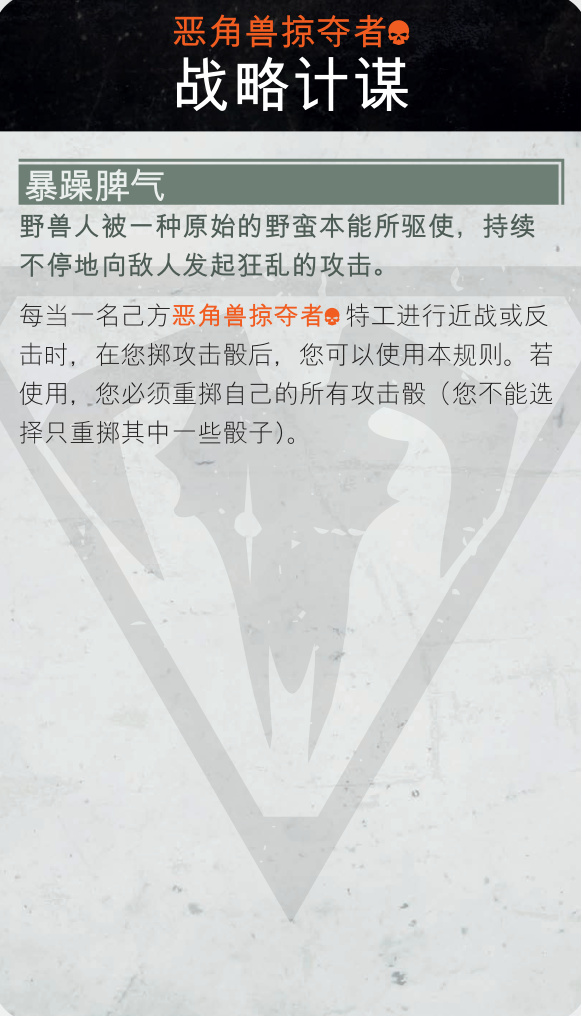 恶角兽掠夺者
战略计谋
暴躁脾气
野兽人被一种原始的野蛮本能所驱使，持续
不停地向敌人发起狂乱的攻击。
每当一名己方恶角兽掠夺者特工进行近战或反
击时，在您掷攻击骰后，您可以使用本规则。若
使用，您必须重掷自己的所有攻击骰（您不能选
择只重掷其中一些骰子）。